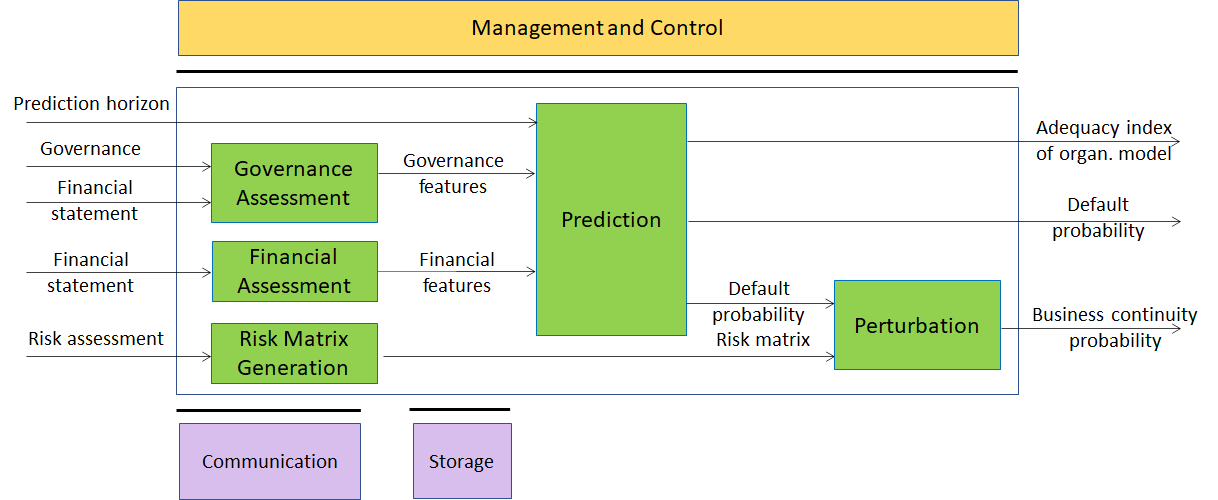 Management and Control
Prediction horizon
Governance
Financial
statement
Financial
statement
Risk assessment
Governance
Assessment
Financial
Assessment
Risk Matrix
Generation
Governance
features
Financial
features
Prediction
Default
probability
Risk matrix
Perturbation
Adequacy index
of organ. model
Default
probability
Business continuity
probability
Communication
Storage